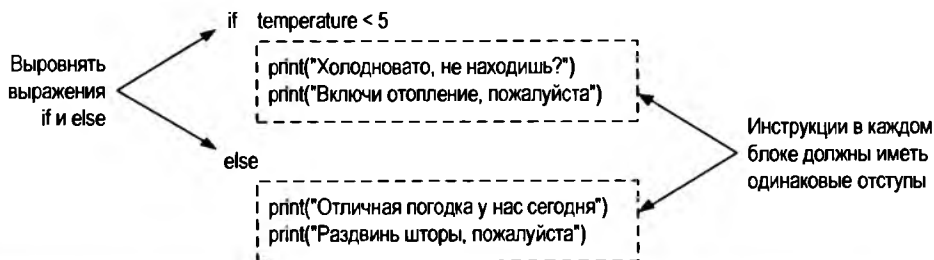 if temperature < 5
print("Холодновато, не находишь?")
print("Включи отопление, пожалуйста")
Выровнять
выражения
if и else
else
print("Отличная погодка у нас сегодня")
print("Раздвинь шторы, пожалуйста")
Инструкции в каждом
блоке должны иметь
одинаковые отступы